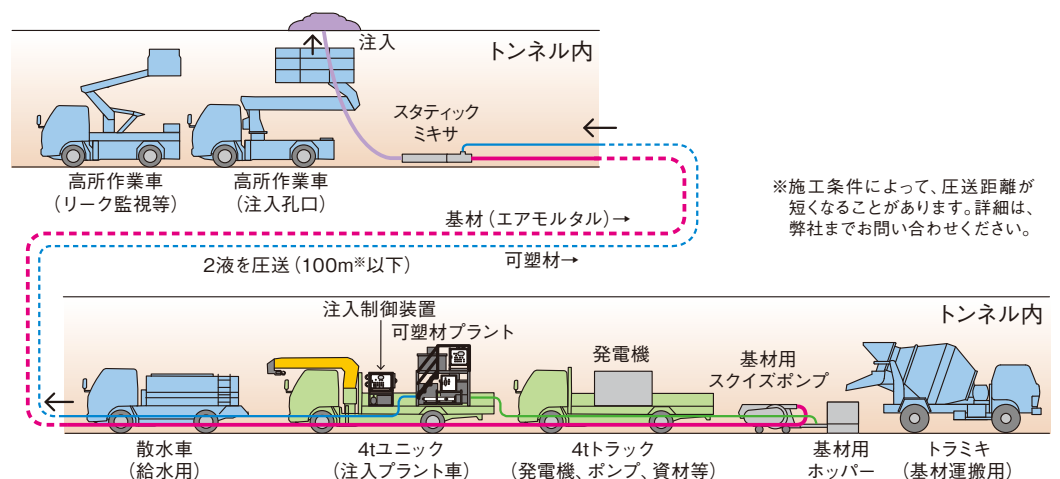 注入
トンネル内
スタティック
ミキサ
高所作業車
(リーク監視等)
高所作業車
(注入孔口)
※施工条件によって、圧送距離が
短くなることがあります。詳細は、
弊社までお問い合わせください。
基材(エアモルタル)→
2液を圧送(100m※以下)
可塑材→
注入制御装置
可塑材プラント
トンネル内
発電機
基材用
スクイズポンプ
散水車
(給水用)
4tユニック
(注入プラント車)
4tトラック
(発電機、ポンプ、資材等)
基材用
ホッパー
トラミキ
(基材運搬用)